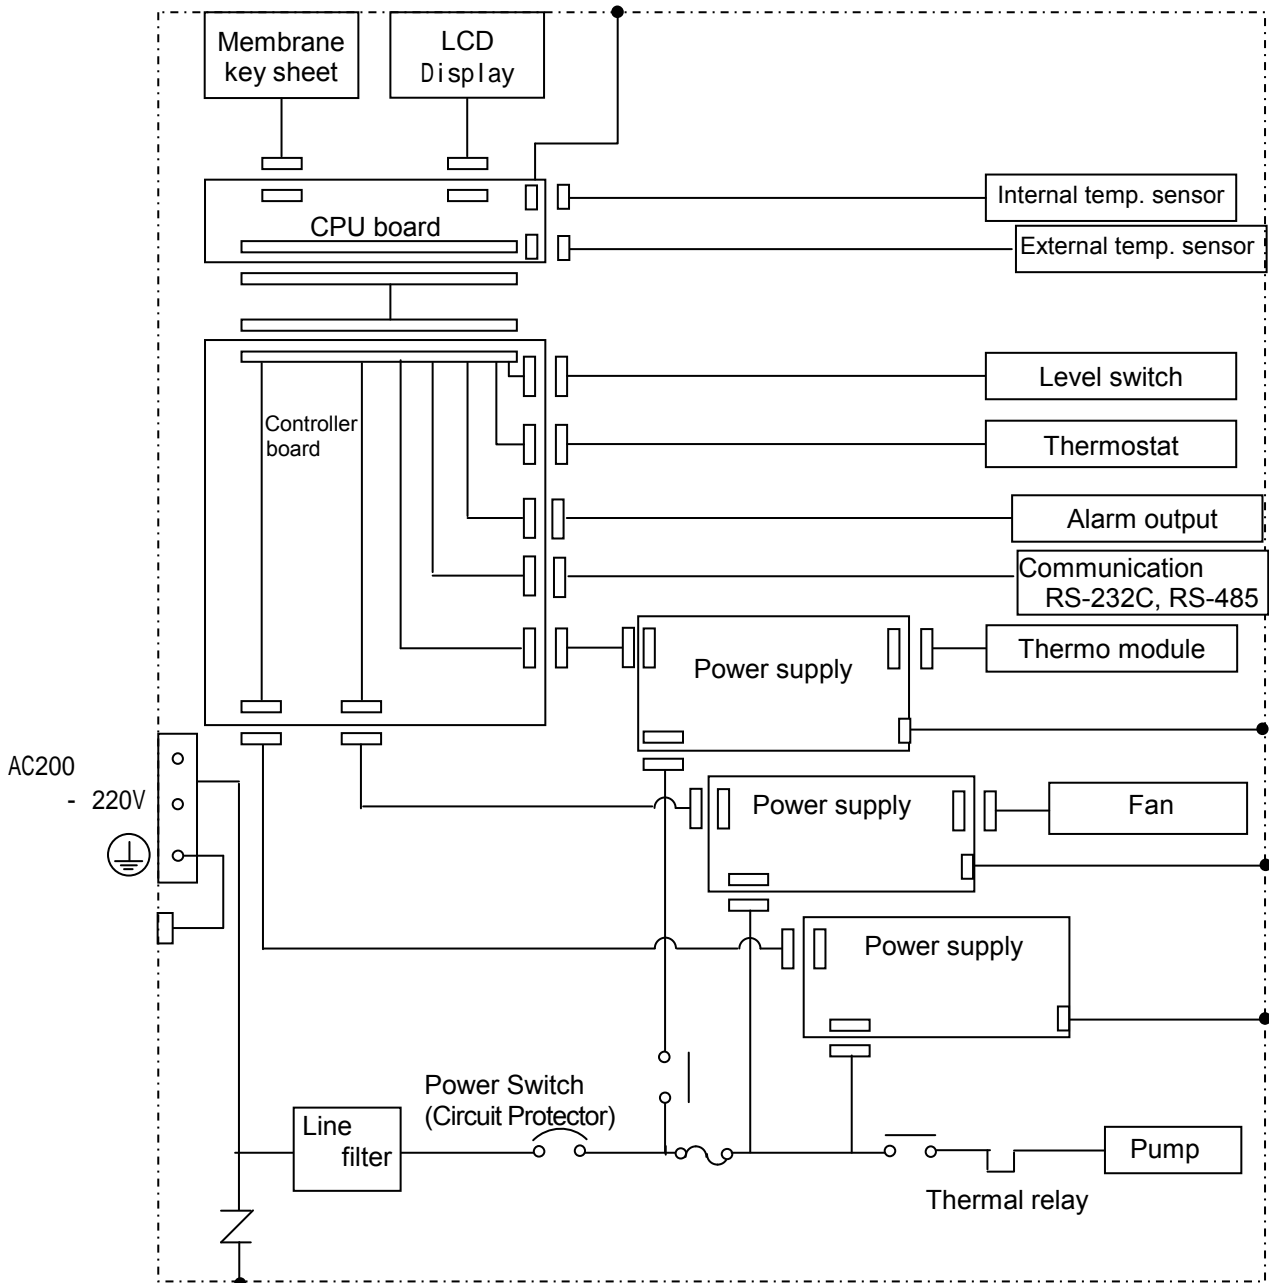 Membrane
key sheet
LCD
Display
CPU board
Internal temp. sensor
External temp. sensor
Controller
board
Level switch
Thermostat
Alarm output
Communication
RS-232C, RS-485
Power supply
Thermo module
AC200
- 220V
Power supply
Fan
Power supply
Power Switch
(Circuit Protector)
Line
filter
Pump
Thermal relay